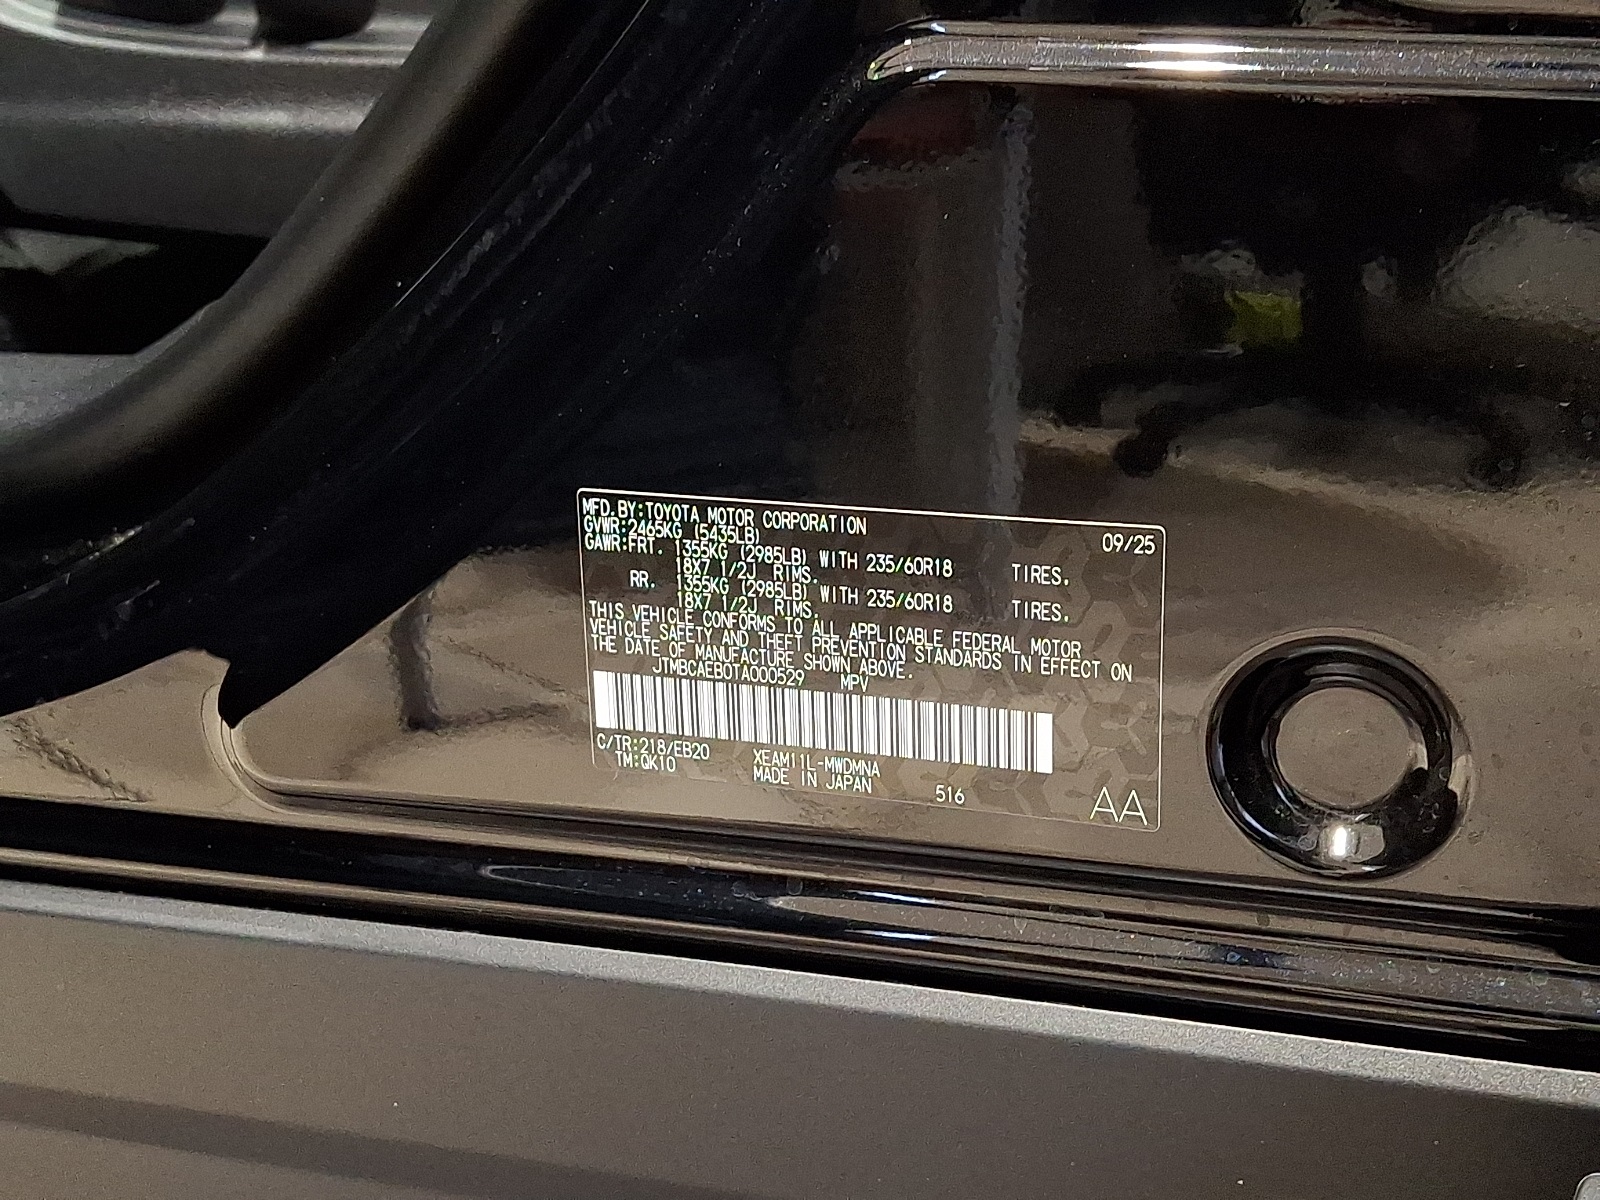 MFD.BY:TOYOTA MOTOR CORPORATION 09/25
GVWR:2465KG (5435LB)
GAWR:FRT. 1355KG (2985LB) WITH 235/60R18 TIRES.
18X7 1/2J RIMS.
RR. 1355KG (2985LB) WITH 235/60R18 TIRES.
18X7 1/2J RIMS.
THIS VEHICLE CONFORMS TO ALL APPLICABLE FEDERAL MOTOR
VEHICLE SAFETY AND THEFT PREVENTION STANDARDS IN EFFECT ON
THE DATE OF MANUFACTURE SHOWN ABOVE.
JTMBCAEB0TA000529 MPV
C/TR:218/EB20 XEAM11L-MWDMNA
TM:QK10 MADE IN JAPAN 516 AA